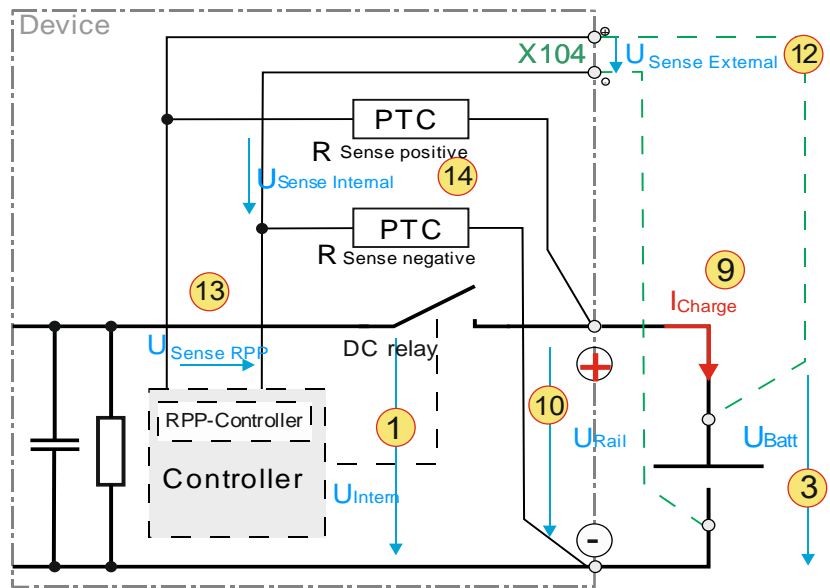 Device
+
X104
U Sense External
12
-
PTC
R Sense positive
14
U Sense Internal
PTC
R Sense negative
9
13
I Charge
U Sense RPP
DC relay
+
RPP-Controller
10
1
U Rail
U Batt
Controller
3
U Intern
-